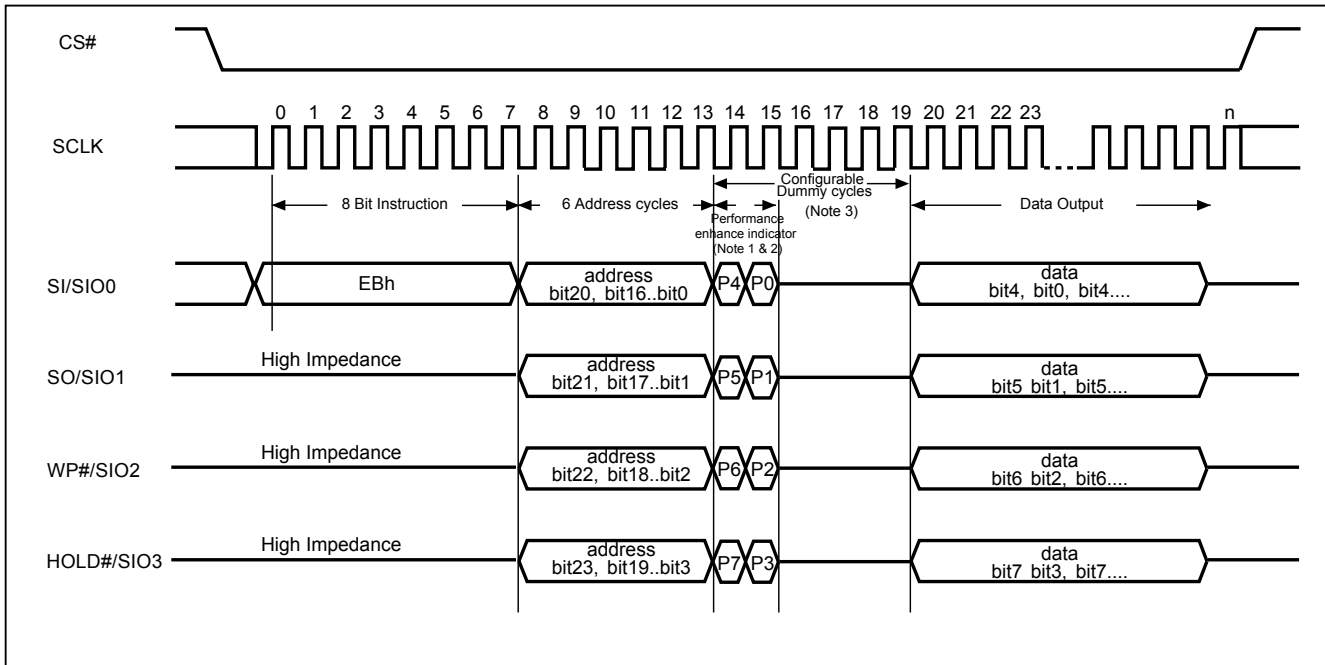 CS#
0 1 2 3 4 5 6 7 8 9 10 11 12 13 14 15 16 17 18 19 20 21 22 23 n
SCLK
Configurable
Dummy cycles
(Note 3)
8 Bit Instruction
6 Address cycles
Performance
enhance indicator
(Note 1 & 2)
Data Output
SI/SIO0
EBh
address
bit20, bit16..bit0
P4
P0
data
bit4, bit0, bit4....
SO/SIO1
High Impedance
address
bit21, bit17..bit1
P5
P1
data
bit5 bit1, bit5....
WP#/SIO2
High Impedance
address
bit22, bit18..bit2
P6
P2
data
bit6 bit2, bit6....
HOLD#/SIO3
High Impedance
address
bit23, bit19..bit3
P7
P3
data
bit7 bit3, bit7....